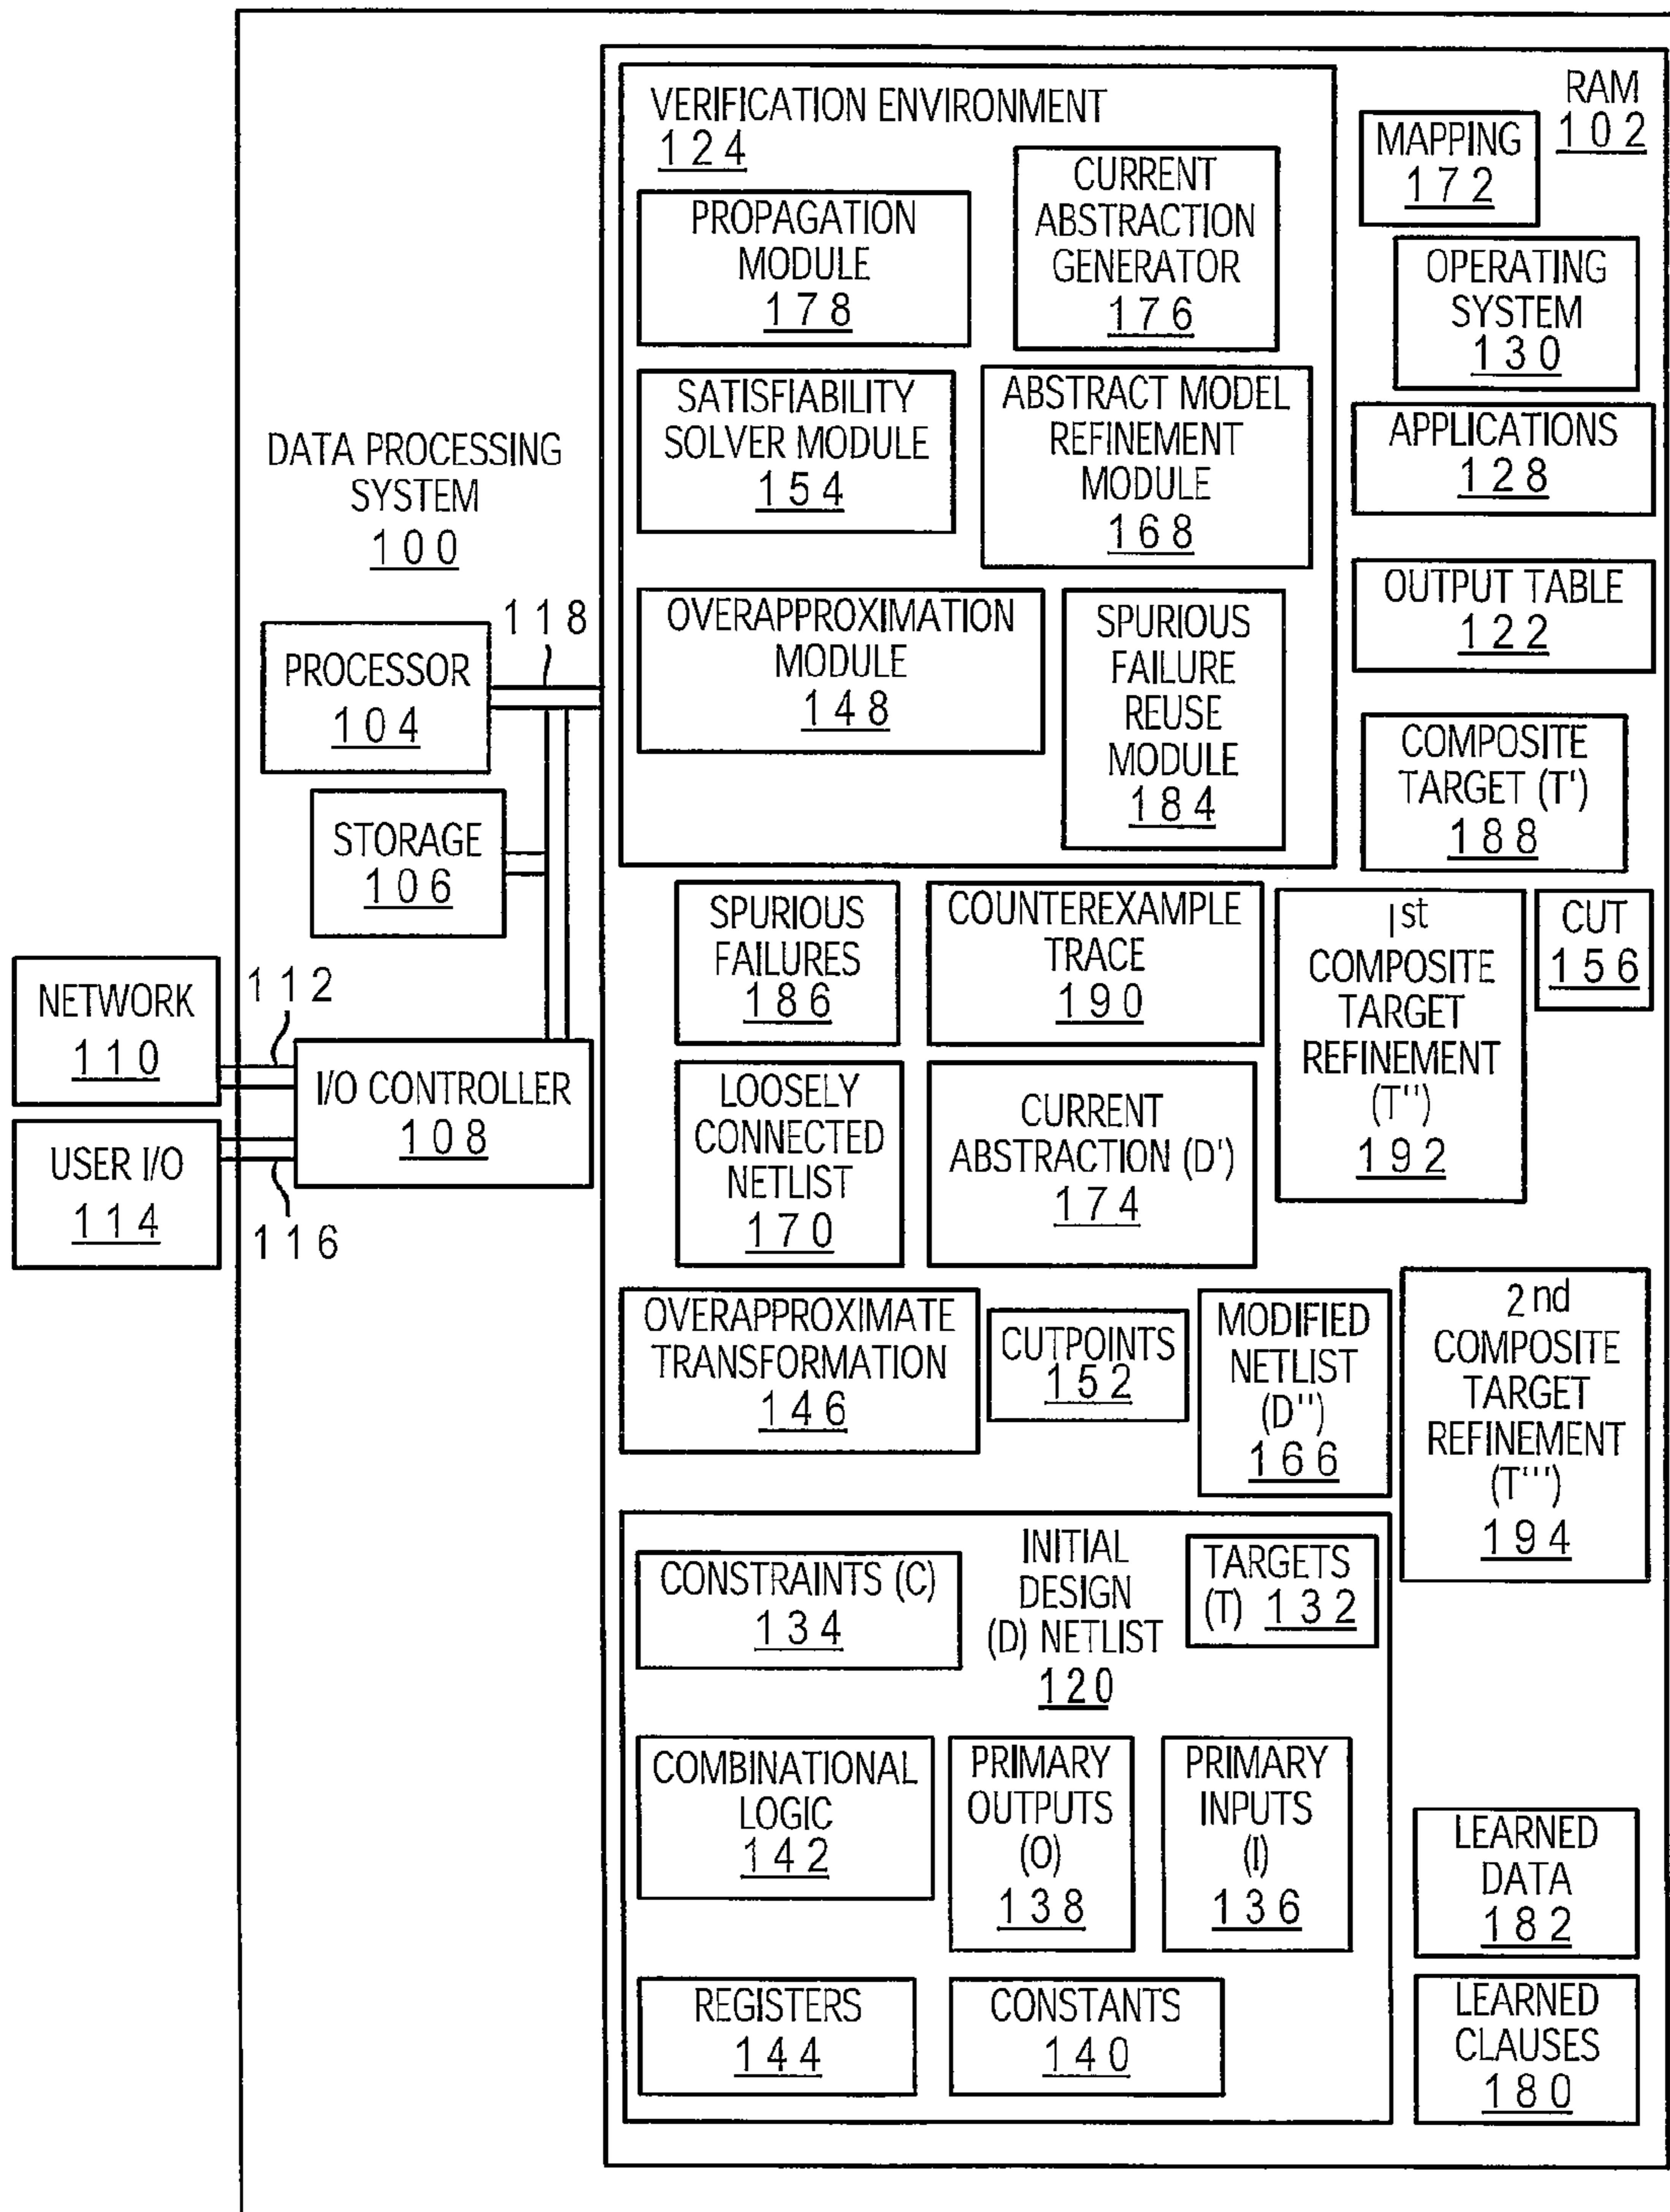 DATA PROCESSING
SYSTEM
100
PROCESSOR
104
118
STORAGE
106
NETWORK
110
112
I/O CONTROLLER
108
USER I/O
114
116
RAM
102
VERIFICATION ENVIRONMENT
124
PROPAGATION
MODULE
178
CURRENT
ABSTRACTION
GENERATOR
176
SATISFIABILITY
SOLVER MODULE
154
ABSTRACT MODEL
REFINEMENT
MODULE
168
OVERAPPROXIMATION
MODULE
148
SPURIOUS
FAILURE
REUSE
MODULE
184
MAPPING
172
OPERATING
SYSTEM
130
APPLICATIONS
128
OUTPUT TABLE
122
COMPOSITE
TARGET (T')
188
SPURIOUS
FAILURES
186
COUNTEREXAMPLE
TRACE
190
1st
COMPOSITE
TARGET
REFINEMENT
(T'')
192
CUT
156
LOOSELY
CONNECTED
NETLIST
170
CURRENT
ABSTRACTION (D')
174
OVERAPPROXIMATE
TRANSFORMATION
146
CUTPOINTS
152
MODIFIED
NETLIST
(D'')
166
2nd
COMPOSITE
TARGET
REFINEMENT
(T''')
194
CONSTRAINTS (C)
134
INITIAL
DESIGN
(D) NETLIST
120
TARGETS
(T) 132
COMBINATIONAL
LOGIC
142
PRIMARY
OUTPUTS
(O)
138
PRIMARY
INPUTS
(I)
136
REGISTERS
144
CONSTANTS
140
LEARNED
DATA
182
LEARNED
CLAUSES
180